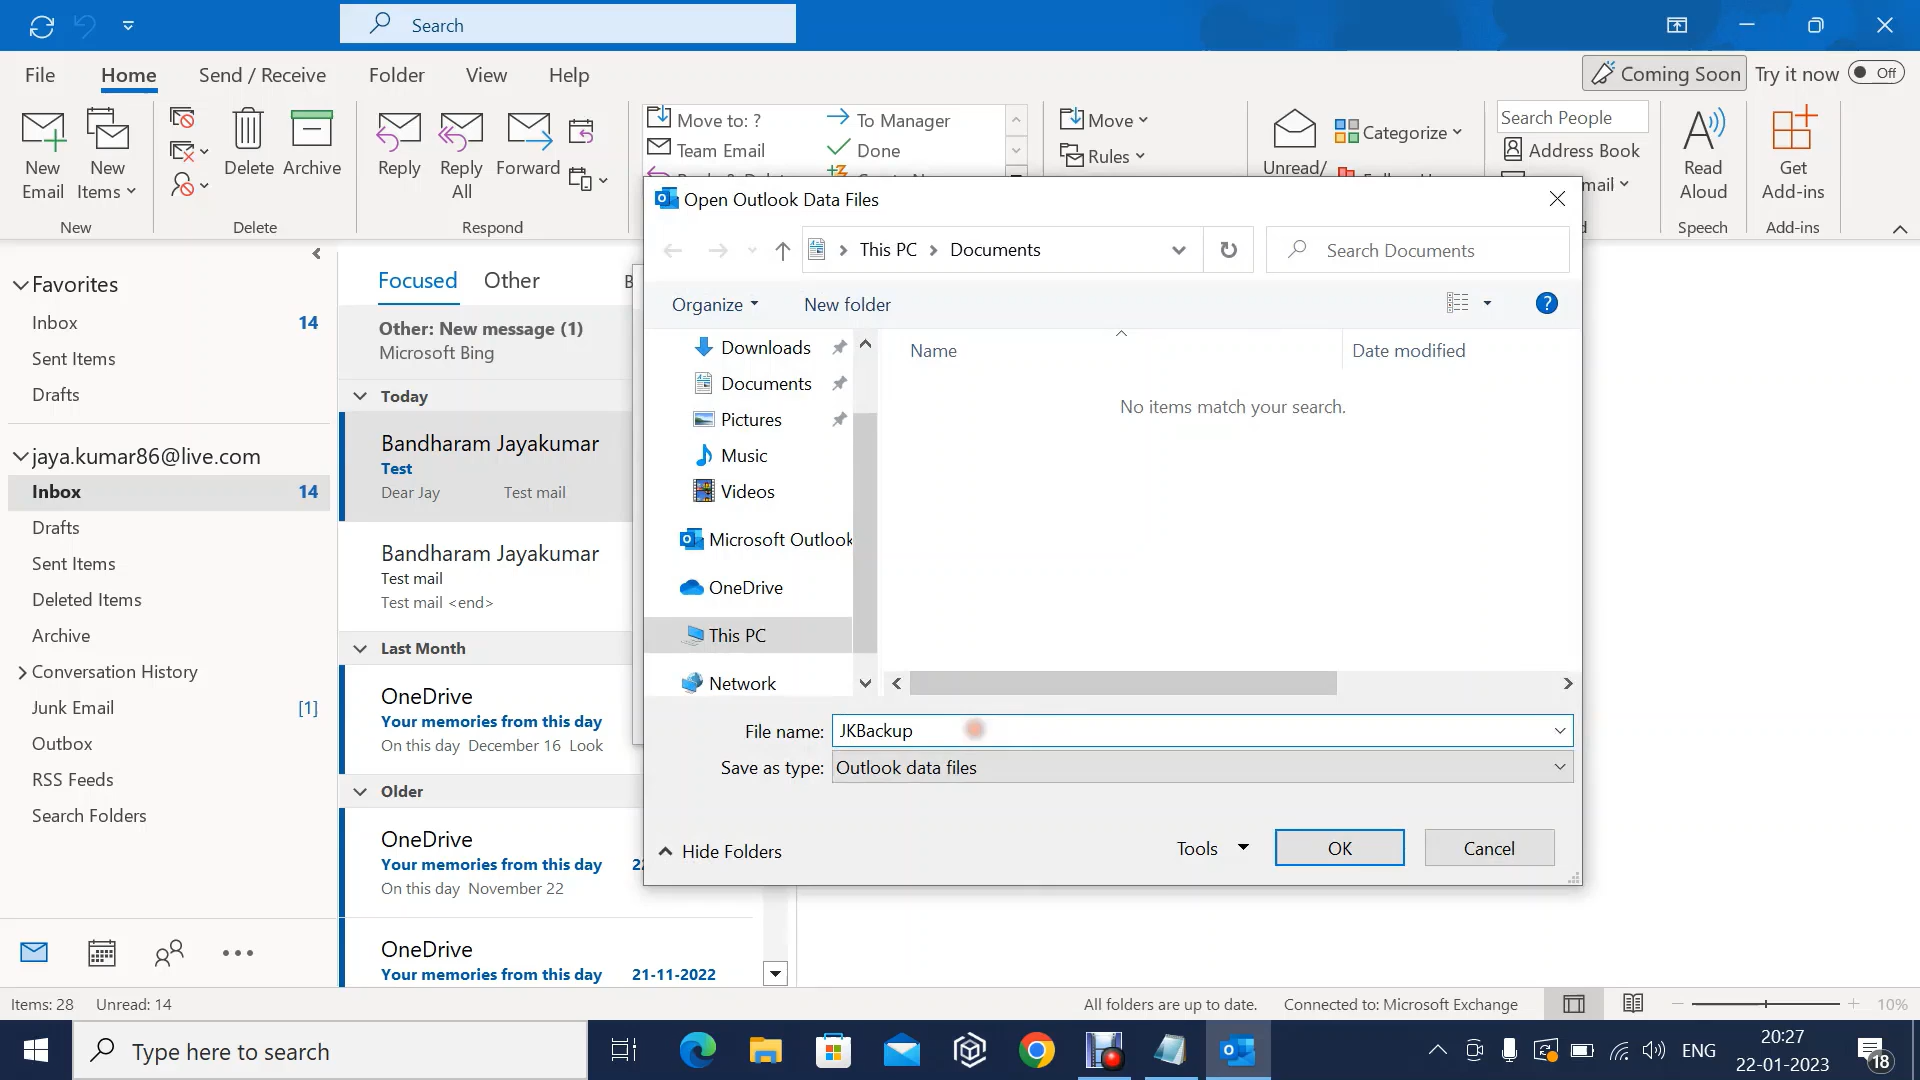 Search
File Home Send / Receive Folder View Help
Coming Soon Try it now Off
New Email
New Items
Delete
Archive
Reply
Reply All
Forward
Move to: ?
To Manager
Team Email
Done
Move
Rules
Unread/
Categorize
Search People
Address Book
Read Aloud
Get Add-ins
New
Delete
Respond
Speech
Add-ins
Favorites
Inbox 14
Sent Items
Drafts
jaya.kumar86@live.com
Inbox 14
Drafts
Sent Items
Deleted Items
Archive
Conversation History
Junk Email [1]
Outbox
RSS Feeds
Search Folders
Focused Other
Other: New message (1)
Microsoft Bing
Today
Bandharam Jayakumar
Test
Dear Jay Test mail
Bandharam Jayakumar
Test mail
Test mail <end>
Last Month
OneDrive
Your memories from this day
On this day December 16 Look
Older
OneDrive
Your memories from this day
On this day November 22
OneDrive
Your memories from this day 21-11-2022
Open Outlook Data Files
This PC Documents
Search Documents
Organize New folder
Downloads
Documents
Pictures
Music
Videos
Microsoft Outlook
OneDrive
This PC
Network
Name Date modified
No items match your search.
File name: JKBackup
Save as type: Outlook data files
Hide Folders
Tools OK Cancel
Items: 28 Unread: 14
All folders are up to date. Connected to: Microsoft Exchange 10%
Type here to search
ENG
20:27
22-01-2023
18